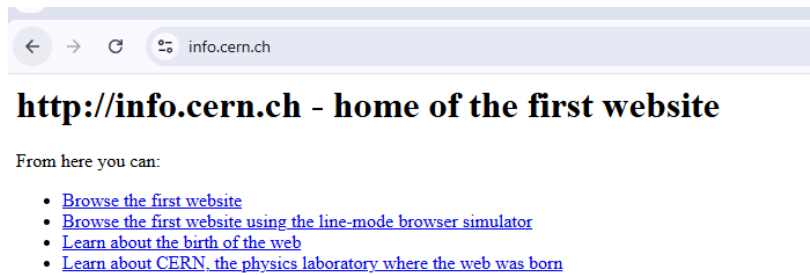 info.cern.ch
http://info.cern.ch - home of the first website
From here you can:
Browse the first website
Browse the first website using the line-mode browser simulator
Learn about the birth of the web
Learn about CERN, the physics laboratory where the web was born